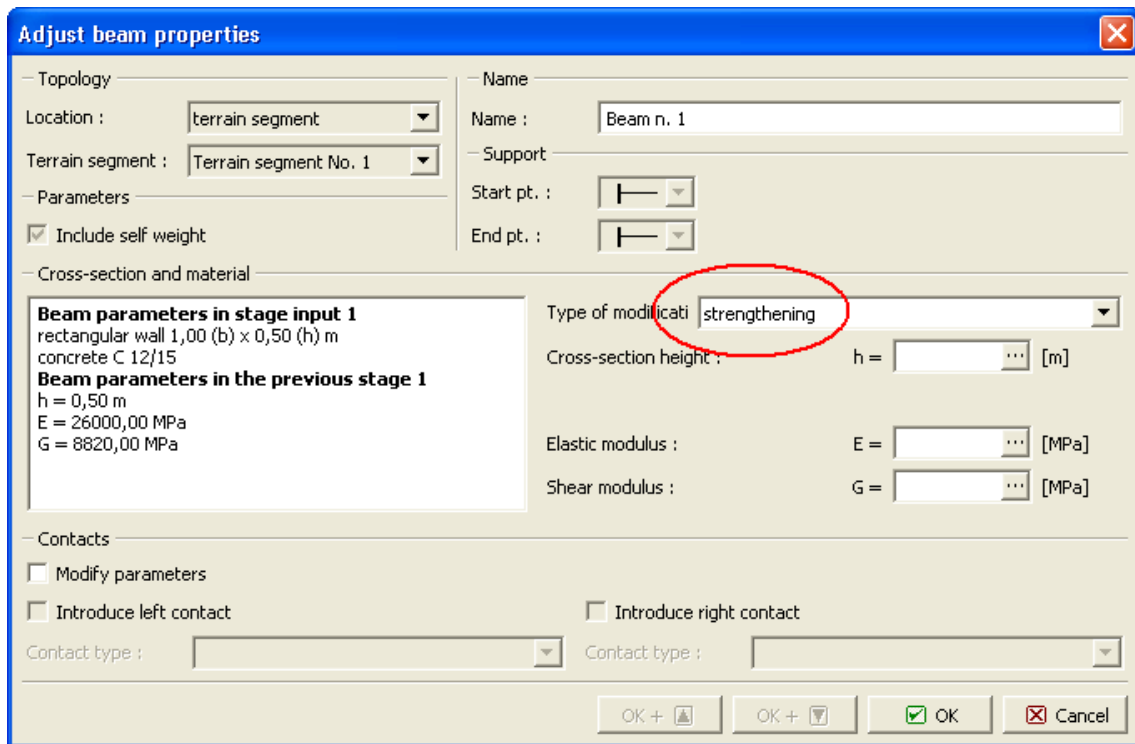 Adjust beam properties
Topology
Location :
terrain segment
Terrain segment :
Terrain segment No. 1
Parameters
Include self weight
Name
Name :
Beam n. 1
Support
Start pt. :
End pt. :
Cross-section and material
Beam parameters in stage input 1
rectangular wall 1,00 (b) x 0,50 (h) m
concrete C 12/15
Beam parameters in the previous stage 1
h = 0,50 m
E = 26000,00 MPa
G = 8820,00 MPa
Type of modificati
strengthening
Cross-section height :
h =
... [m]
Elastic modulus :
E =
... [MPa]
Shear modulus :
G =
... [MPa]
Contacts
Modify parameters
Introduce left contact
Introduce right contact
Contact type :
Contact type :
OK +
OK +
OK
Cancel